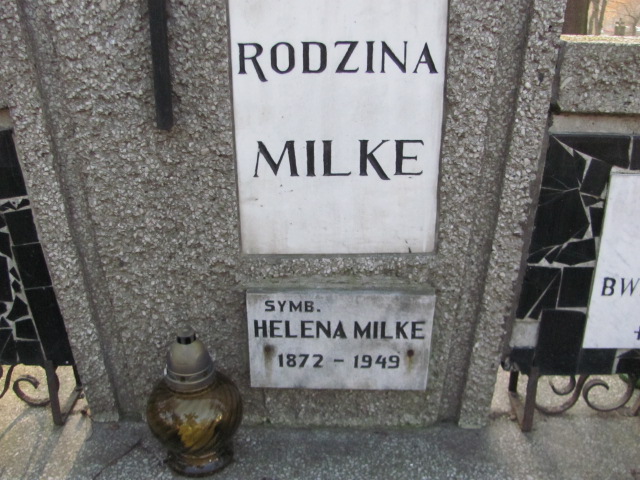 RODZINA
MILKE
SYMB.
HELENA MILKE
1872 - 1949